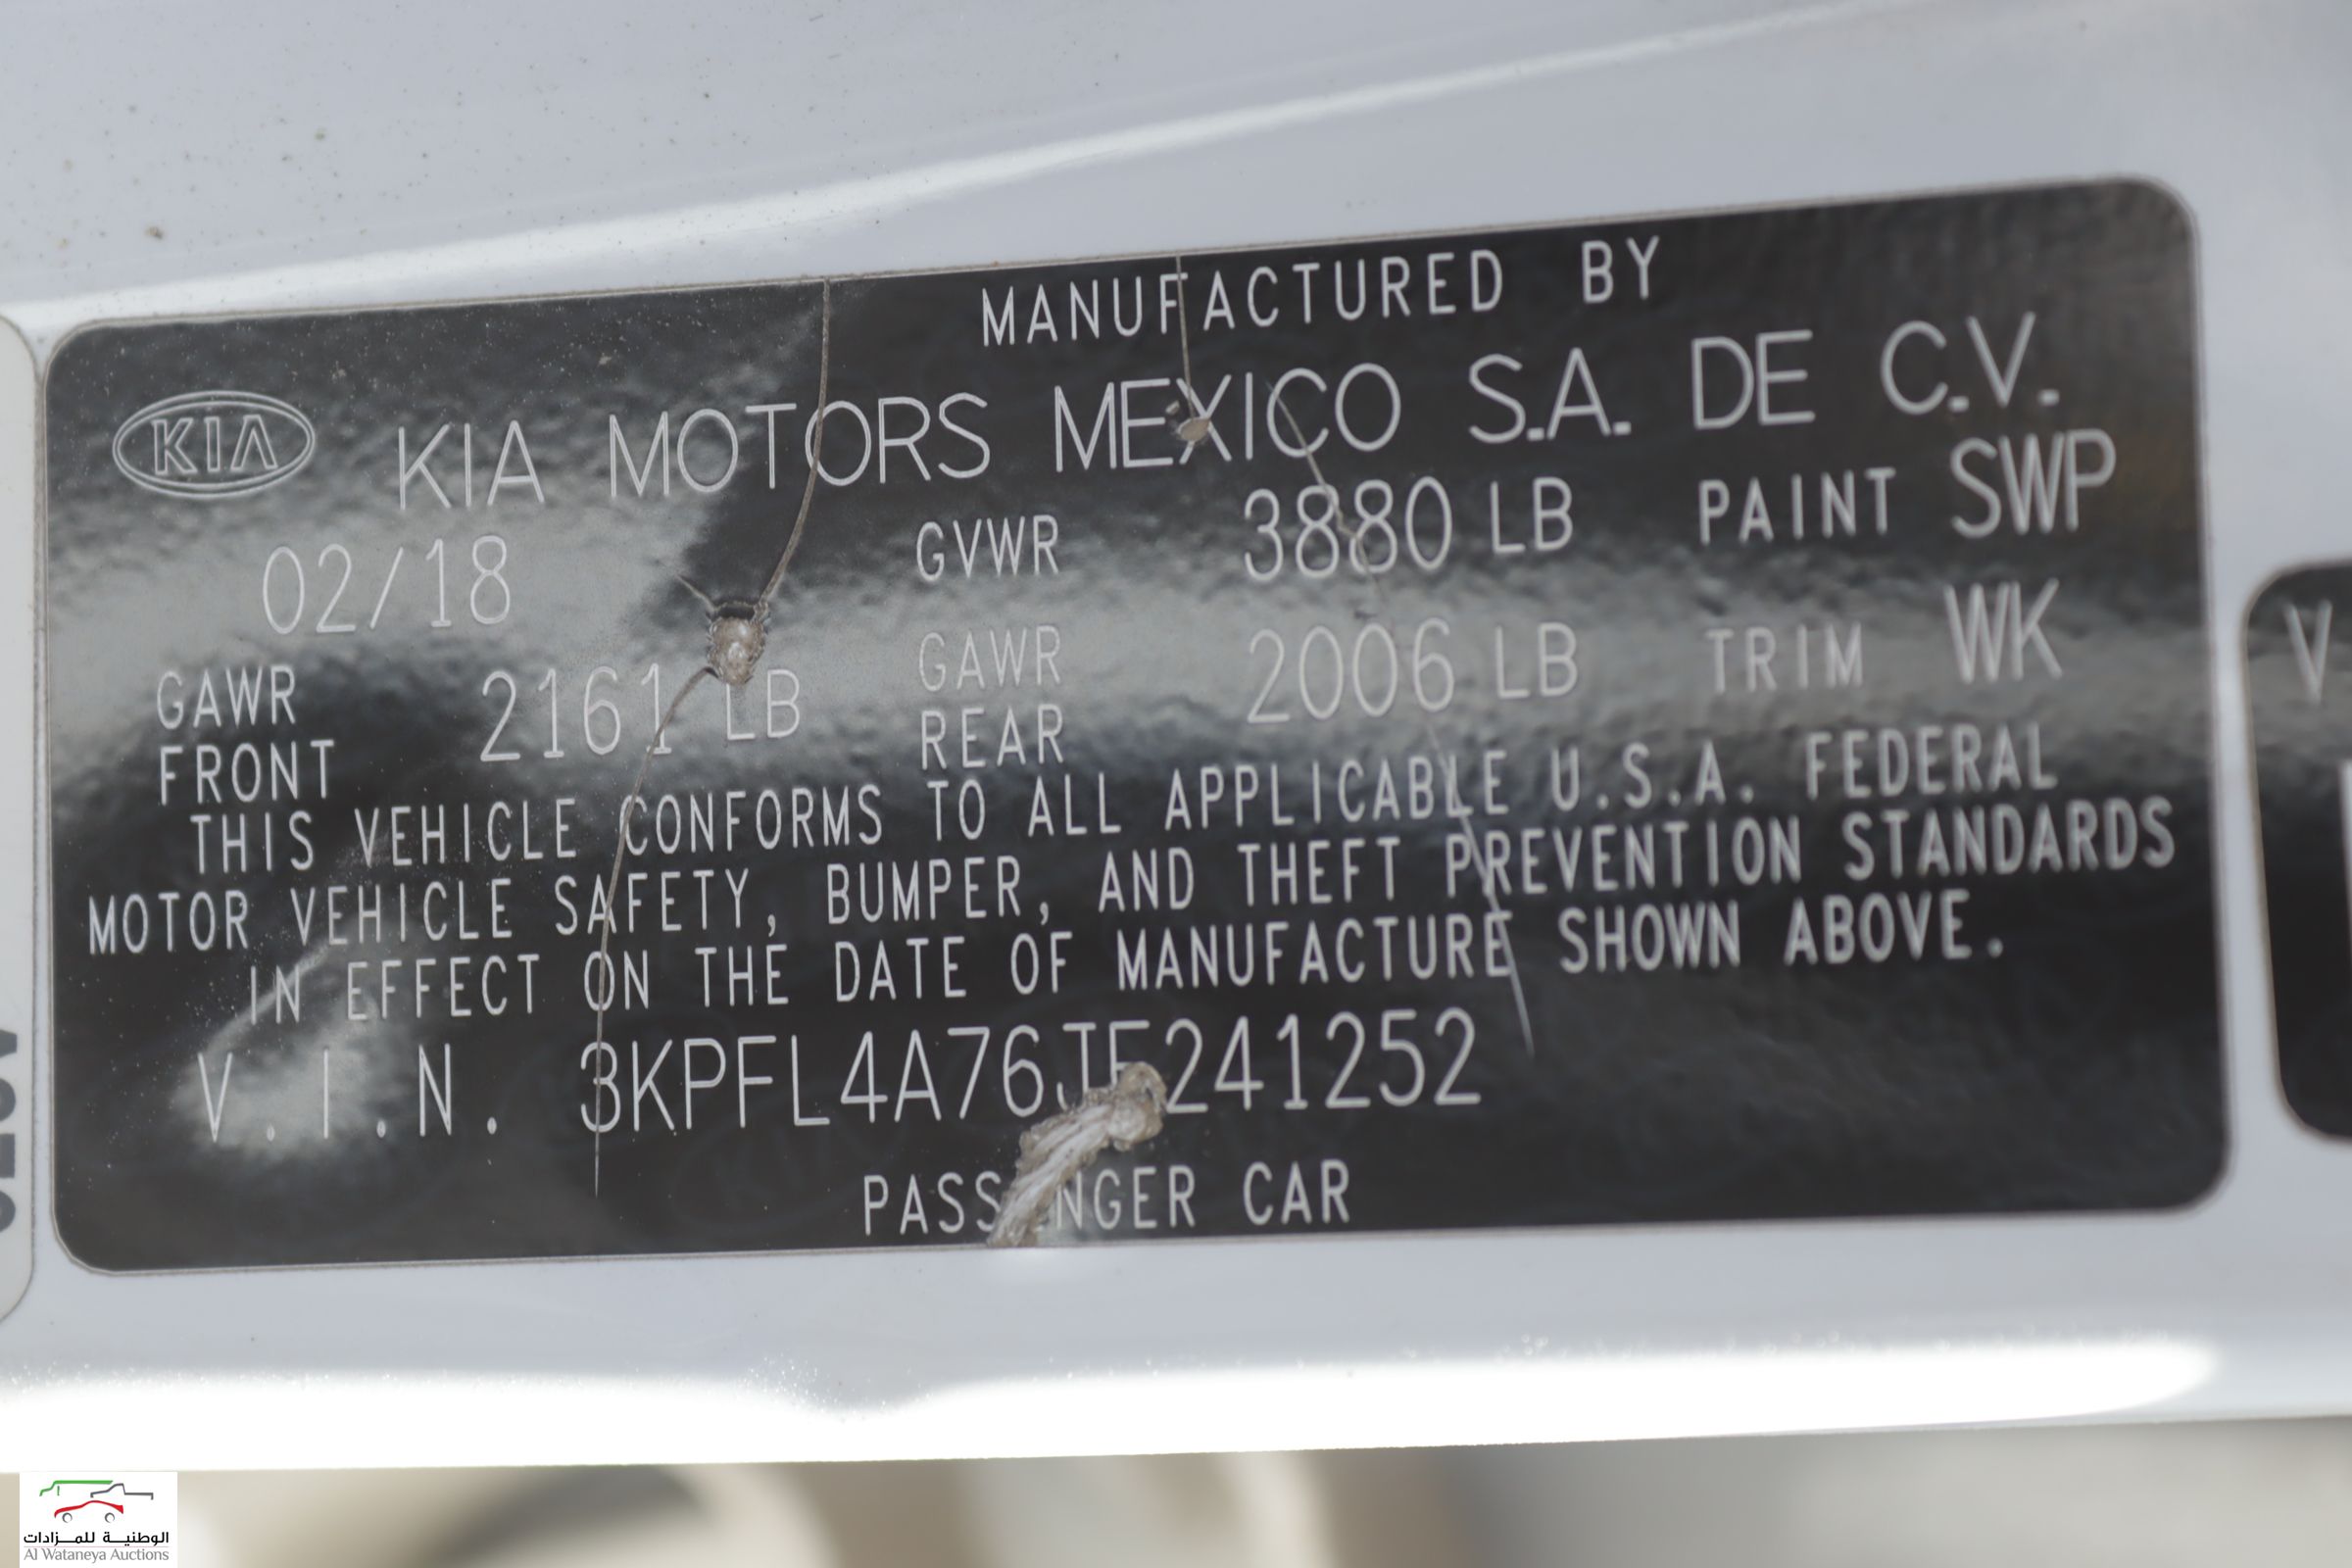 MANUFACTURED BY
KIA KIA MOTORS MEXICO S.A. DE C.V.
02/18 GVWR 3880 LB PAINT SWP
GAWR FRONT 2161 LB GAWR REAR 2006 LB TRIM WK
THIS VEHICLE CONFORMS TO ALL APPLICABLE U.S.A. FEDERAL
MOTOR VEHICLE SAFETY, BUMPER, AND THEFT PREVENTION STANDARDS
IN EFFECT ON THE DATE OF MANUFACTURE SHOWN ABOVE.
V.I.N. 3KPFL4A76JE241252
PASSENGER CAR
V
الوطنية للمزادات
Al Wataneya Auctions